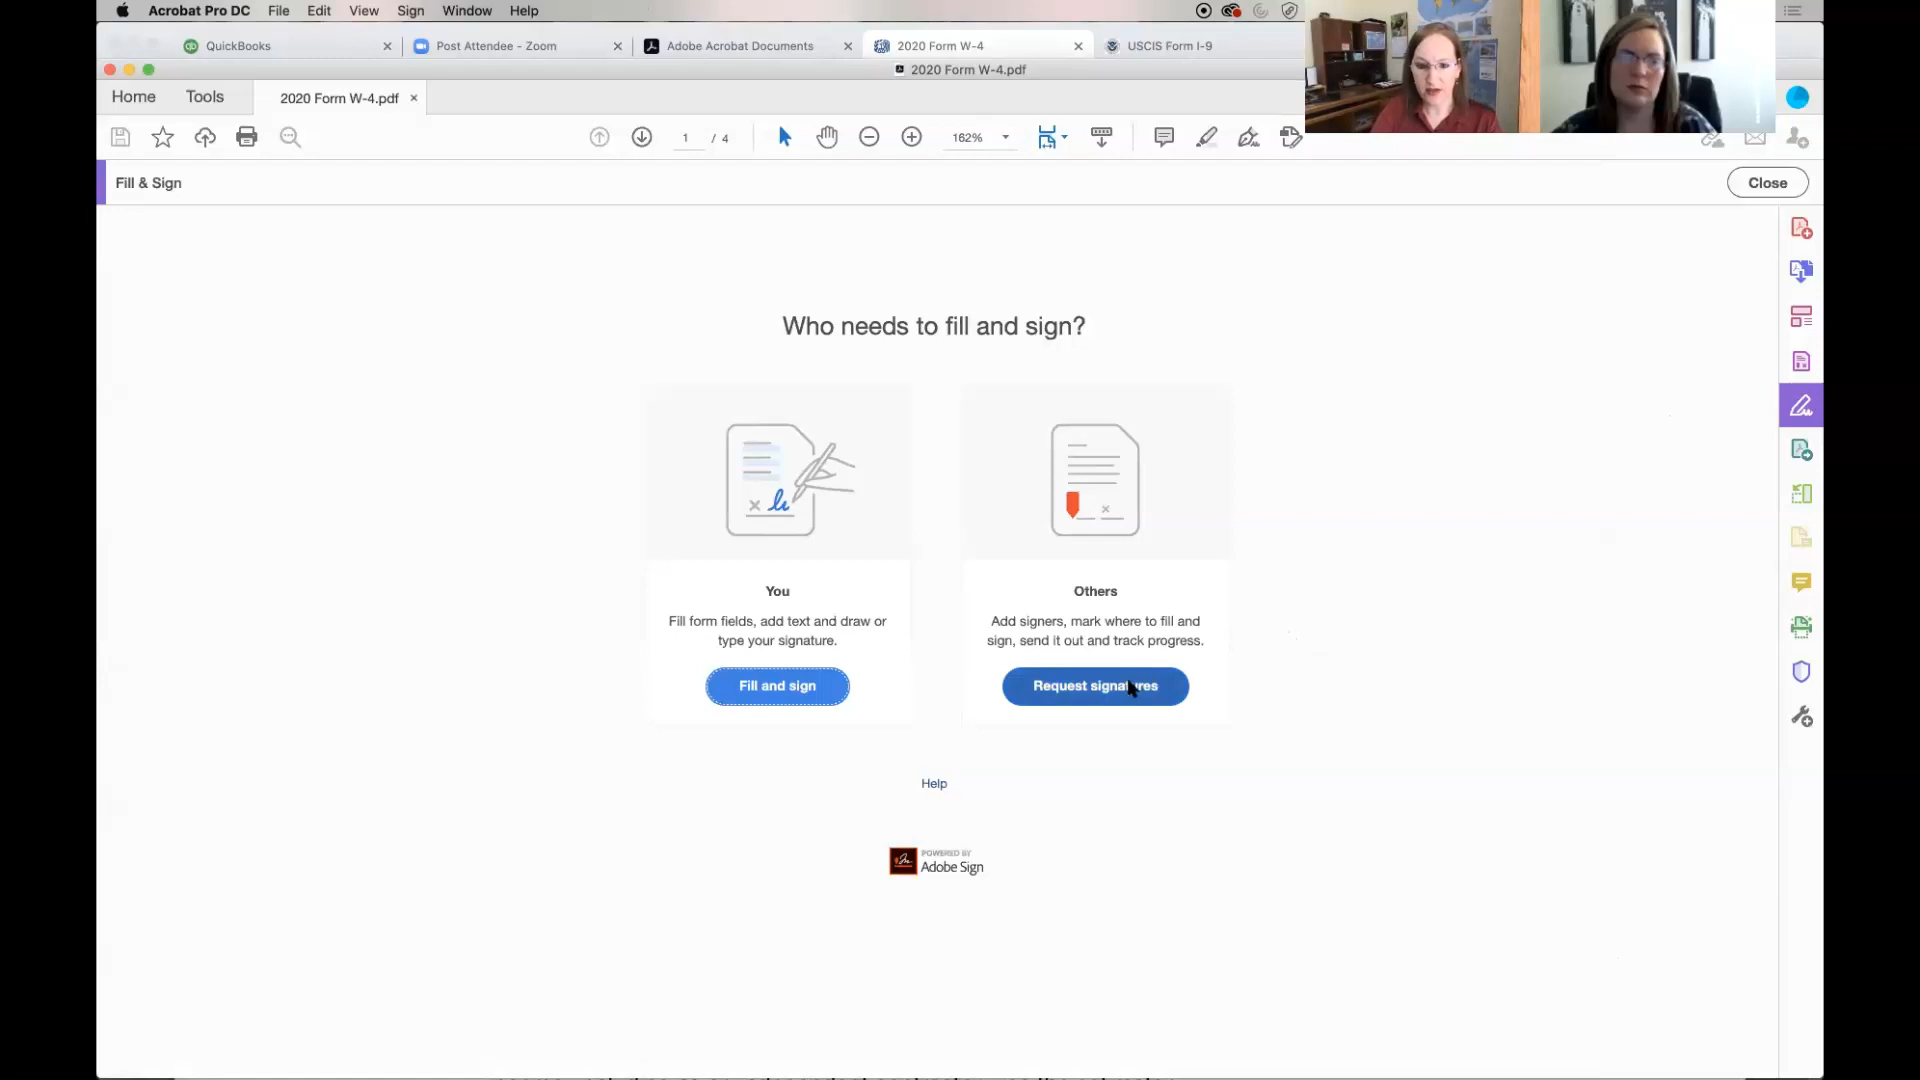 Acrobat Pro DC File Edit View Sign Window Help
QuickBooks
Post Attendee - Zoom
Adobe Acrobat Documents
2020 Form W-4
USCIS Form I-9
2020 Form W-4.pdf
Home
Tools
2020 Form W-4.pdf
1 / 4
162%
Fill & Sign
Close
Who needs to fill and sign?
You
Fill form fields, add text and draw or
type your signature.
Fill and sign
Others
Add signers, mark where to fill and
sign, send it out and track progress.
Request signatures
Help
POWERED BY
Adobe Sign